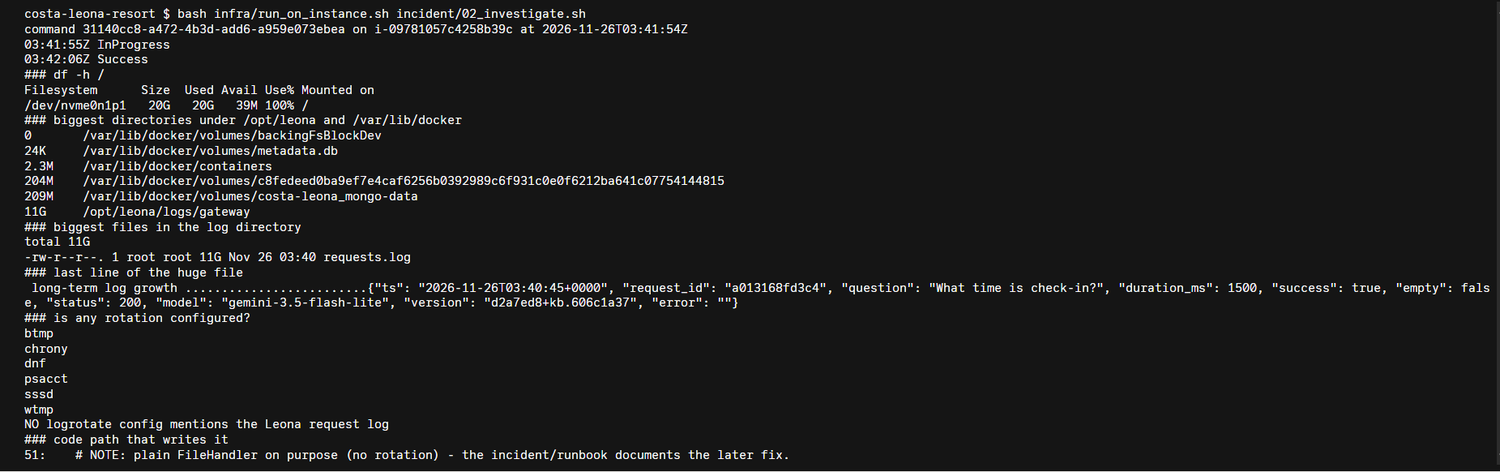 costa-leona-resort $ bash infra/run_on_instance.sh incident/02_investigate.sh
command 31140cc8-a472-4b3d-add6-a959e073ebea on i-09781057c4258b39c at 2026-11-26T03:41:54Z
03:41:55Z InProgress
03:42:06Z Success
### df -h /
Filesystem      Size  Used Avail Use% Mounted on
/dev/nvme0n1p1   20G   20G   39M 100% /
### biggest directories under /opt/leona and /var/lib/docker
0       /var/lib/docker/volumes/backingFsBlockDev
24K     /var/lib/docker/volumes/metadata.db
2.3M    /var/lib/docker/containers
204M    /var/lib/docker/volumes/c8fedeed0ba9ef7e4caf6256b0392989c6f931c0e0f6212ba641c07754144815
209M    /var/lib/docker/volumes/costa-leona_mongo-data
11G     /opt/leona/logs/gateway
### biggest files in the log directory
total 11G
-rw-r--r--. 1 root root 11G Nov 26 03:40 requests.log
### last line of the huge file
 long-term log growth .........................{"ts": "2026-11-26T03:40:45+0000", "request_id": "a013168fd3c4", "question": "What time is check-in?", "duration_ms": 1500, "success": true, "empty": fals
e, "status": 200, "model": "gemini-3.5-flash-lite", "version": "d2a7ed8+kb.606c1a37", "error": ""}
### is any rotation configured?
btmp
chrony
dnf
psacct
sssd
wtmp
NO logrotate config mentions the Leona request log
### code path that writes it
51:    # NOTE: plain FileHandler on purpose (no rotation) - the incident/runbook documents the later fix.